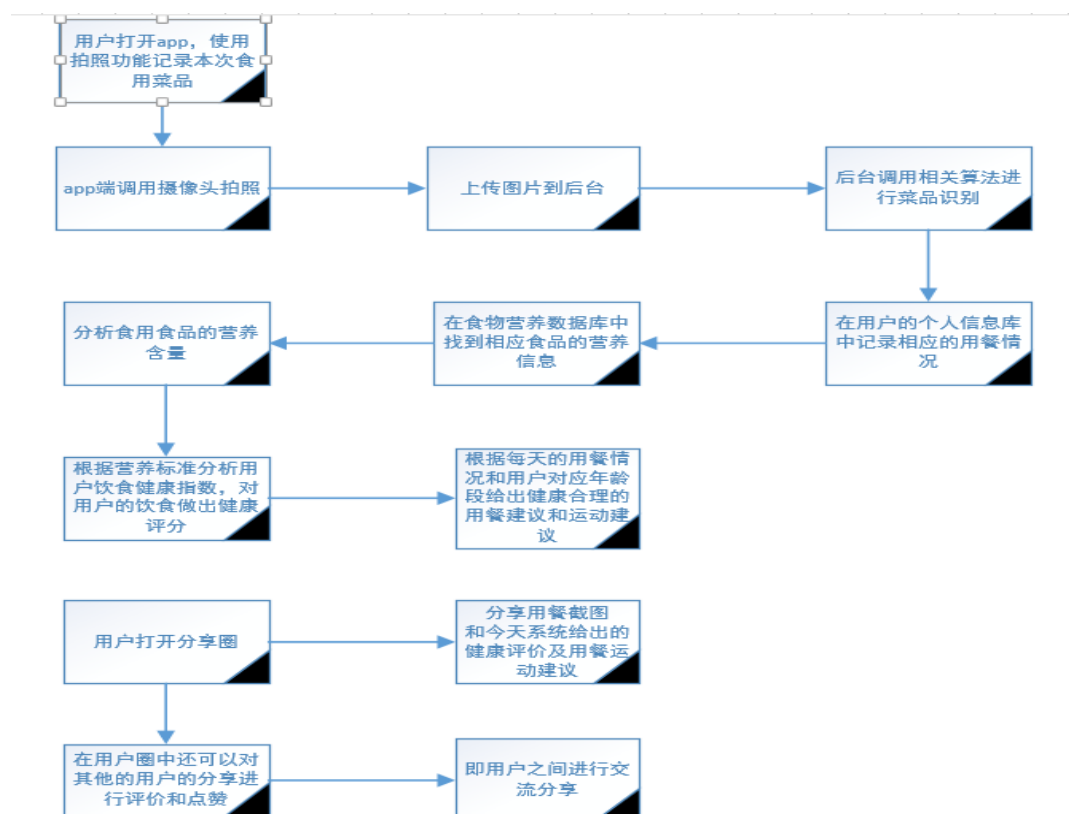 用户打开app，使用
拍照功能记录本次食
用菜品
app端调用摄像头拍照
上传图片到后台
后台调用相关算法进
行菜品识别
在用户的个人信息库
中记录相应的用餐情
况
在食物营养数据库中
找到相应食品的营养
信息
分析食用食品的营养
含量
根据营养标准分析用
户饮食健康指数，对
用户的饮食做出健康
评分
根据每天的用餐情
况和用户对应年龄
段给出健康合理的
用餐建议和运动建
议
用户打开分享圈
分享用餐截图
和今天系统给出的
健康评价及用餐运
动建议
在用户圈中还可以对
其他的用户的分享进
行评价和点赞
即用户之间进行交
流分享